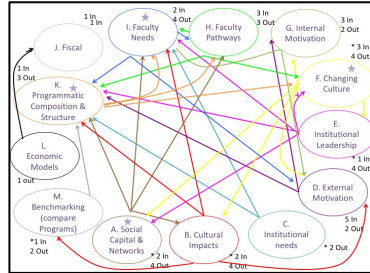 1 In
1 In
I. Faculty
Needs
2 In
4 Out
H. Faculty
Pathways
3 In
3 Out
G. Internal
Motivation
3 In
2 Out
J. Fiscal
1 In
3 Out
* 3 In
4 Out
F. Changing
Culture
K.
Programmatic
Composition &
Structure
E.
Institutional
Leadership
L.
Economic
Models
* 1 In
4 Out
1 out
D. External
Motivation
M.
Benchmarking
(compare
Programs)
A. Social
Capital &
Networks
B. Cultural
Impacts
C.
Institutional
needs
5 In
2 Out
*1 In
2 Out
* 2 In
4 Out
* 2 In
4 Out
* 2 Out